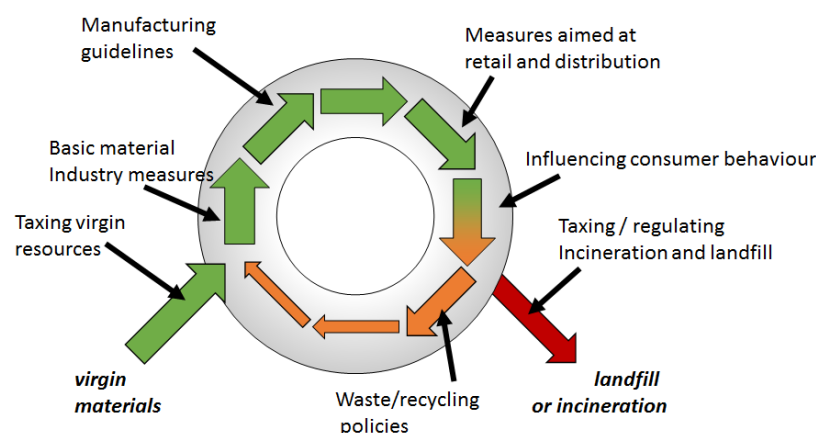 Manufacturing
guidelines
Measures aimed at
retail and distribution
Basic material
Industry measures
Influencing consumer behaviour
Taxing virgin
resources
Taxing / regulating
Incineration and landfill
virgin
materials
landfill
or incineration
Waste/recycling
policies